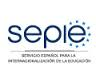 sepie
SERVICIO ESPAÑOL PARA LA
INTERNACIONALIZACIÓN DE LA EDUCACIÓN